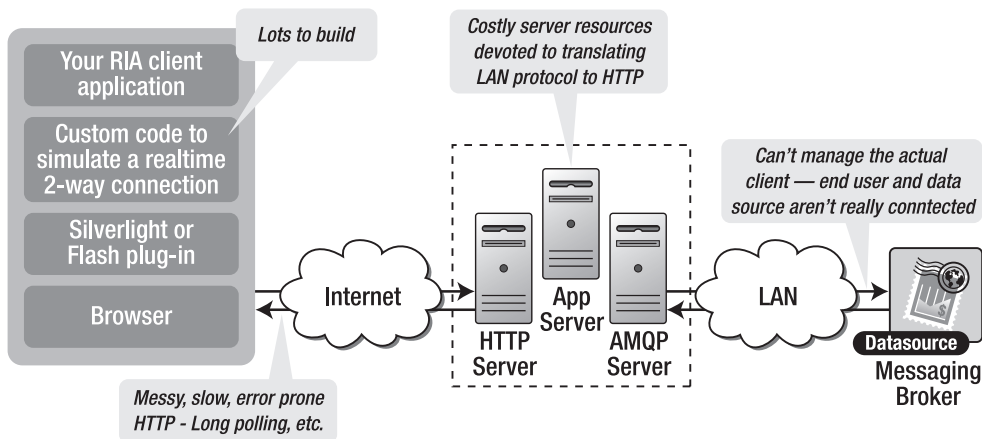 Lots to build
Your RIA client
application
Custom code to
simulate a realtime
2-way connection
Silverlight or
Flash plug-in
Browser
Messy, slow, error prone
HTTP - Long polling, etc.
Internet
Costly server resources
devoted to translating
LAN protocol to HTTP
HTTP
Server
App
Server
AMQP
Server
LAN
Can't manage the actual
client — end user and data
source aren't really conntected
$
Datasource
Messaging
Broker